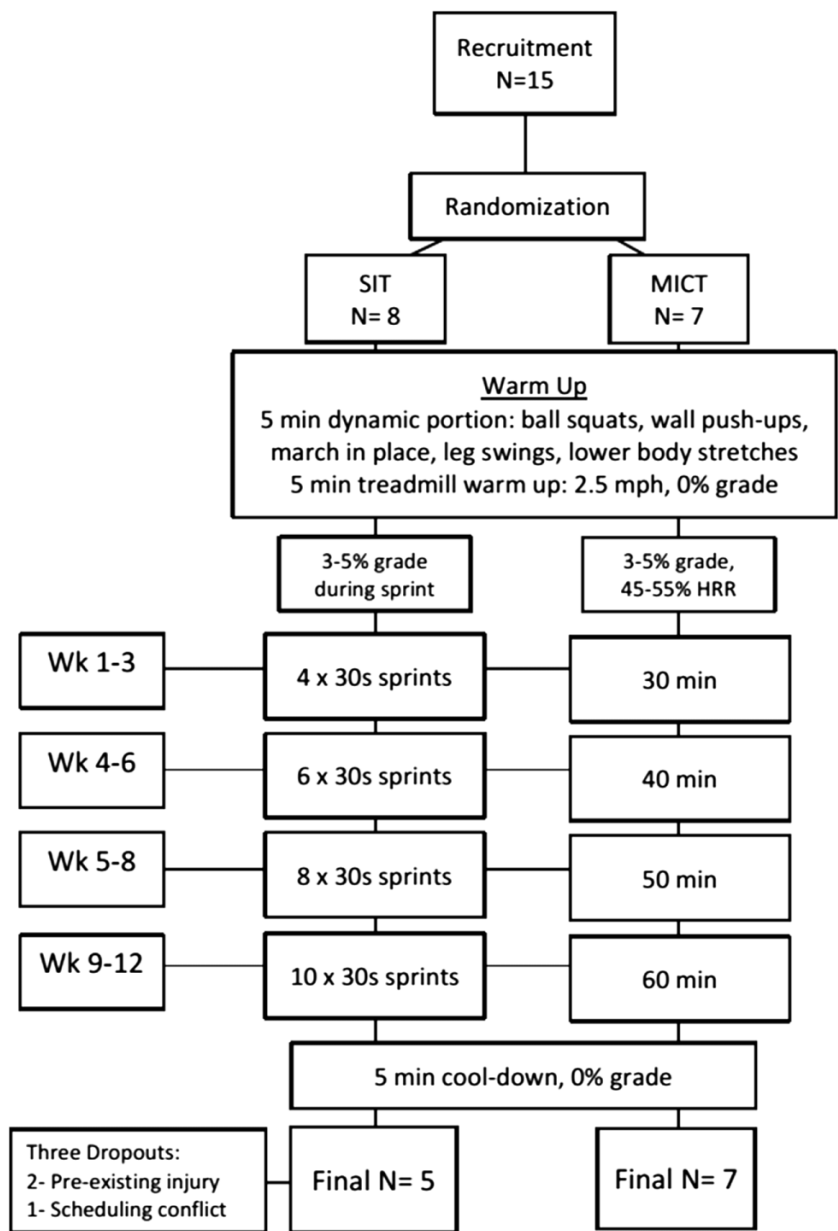 Recruitment
N=15
Randomization
SIT
N= 8
MICT
N= 7
Warm Up
5 min dynamic portion: ball squats, wall push-ups,
march in place, leg swings, lower body stretches
5 min treadmill warm up: 2.5 mph, 0% grade
3-5% grade
during sprint
3-5% grade,
45-55% HRR
Wk 1-3
4 x 30s sprints
30 min
Wk 4-6
6 x 30s sprints
40 min
Wk 5-8
8 x 30s sprints
50 min
Wk 9-12
10 x 30s sprints
60 min
5 min cool-down, 0% grade
Three Dropouts:
2- Pre-existing injury
1- Scheduling conflict
Final N= 5
Final N= 7